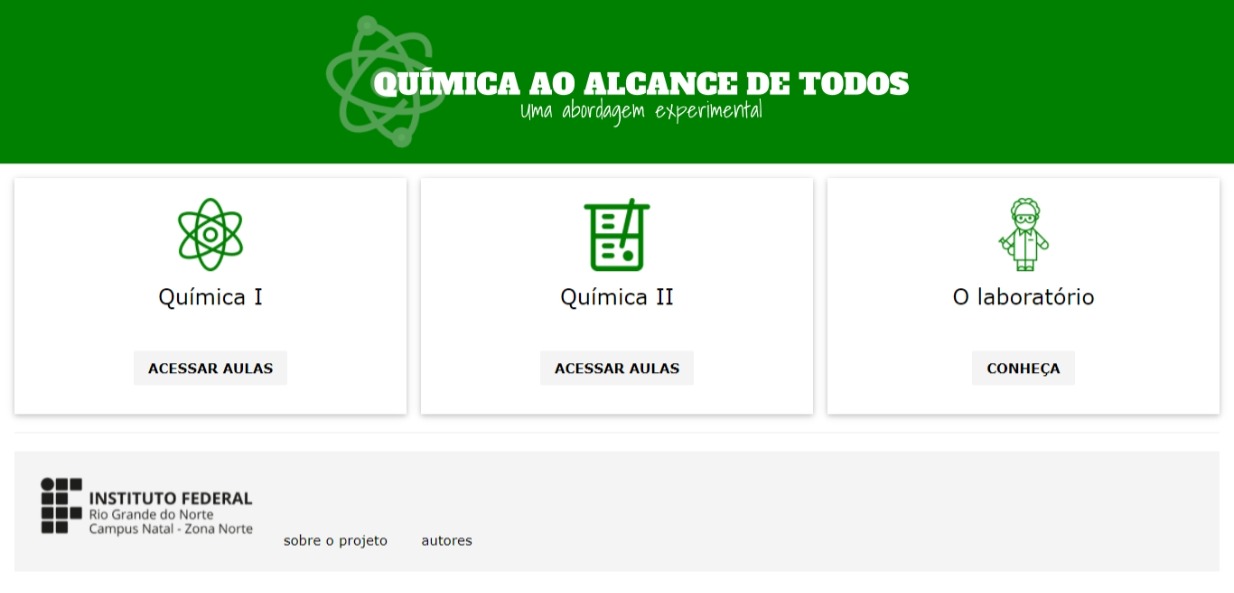 QUÍMICA AO ALCANCE DE TODOS
Uma abordagem experimental
Química I
ACESSAR AULAS
Química II
ACESSAR AULAS
O laboratório
CONHEÇA
INSTITUTO FEDERAL
Rio Grande do Norte
Campus Natal - Zona Norte
sobre o projeto
autores